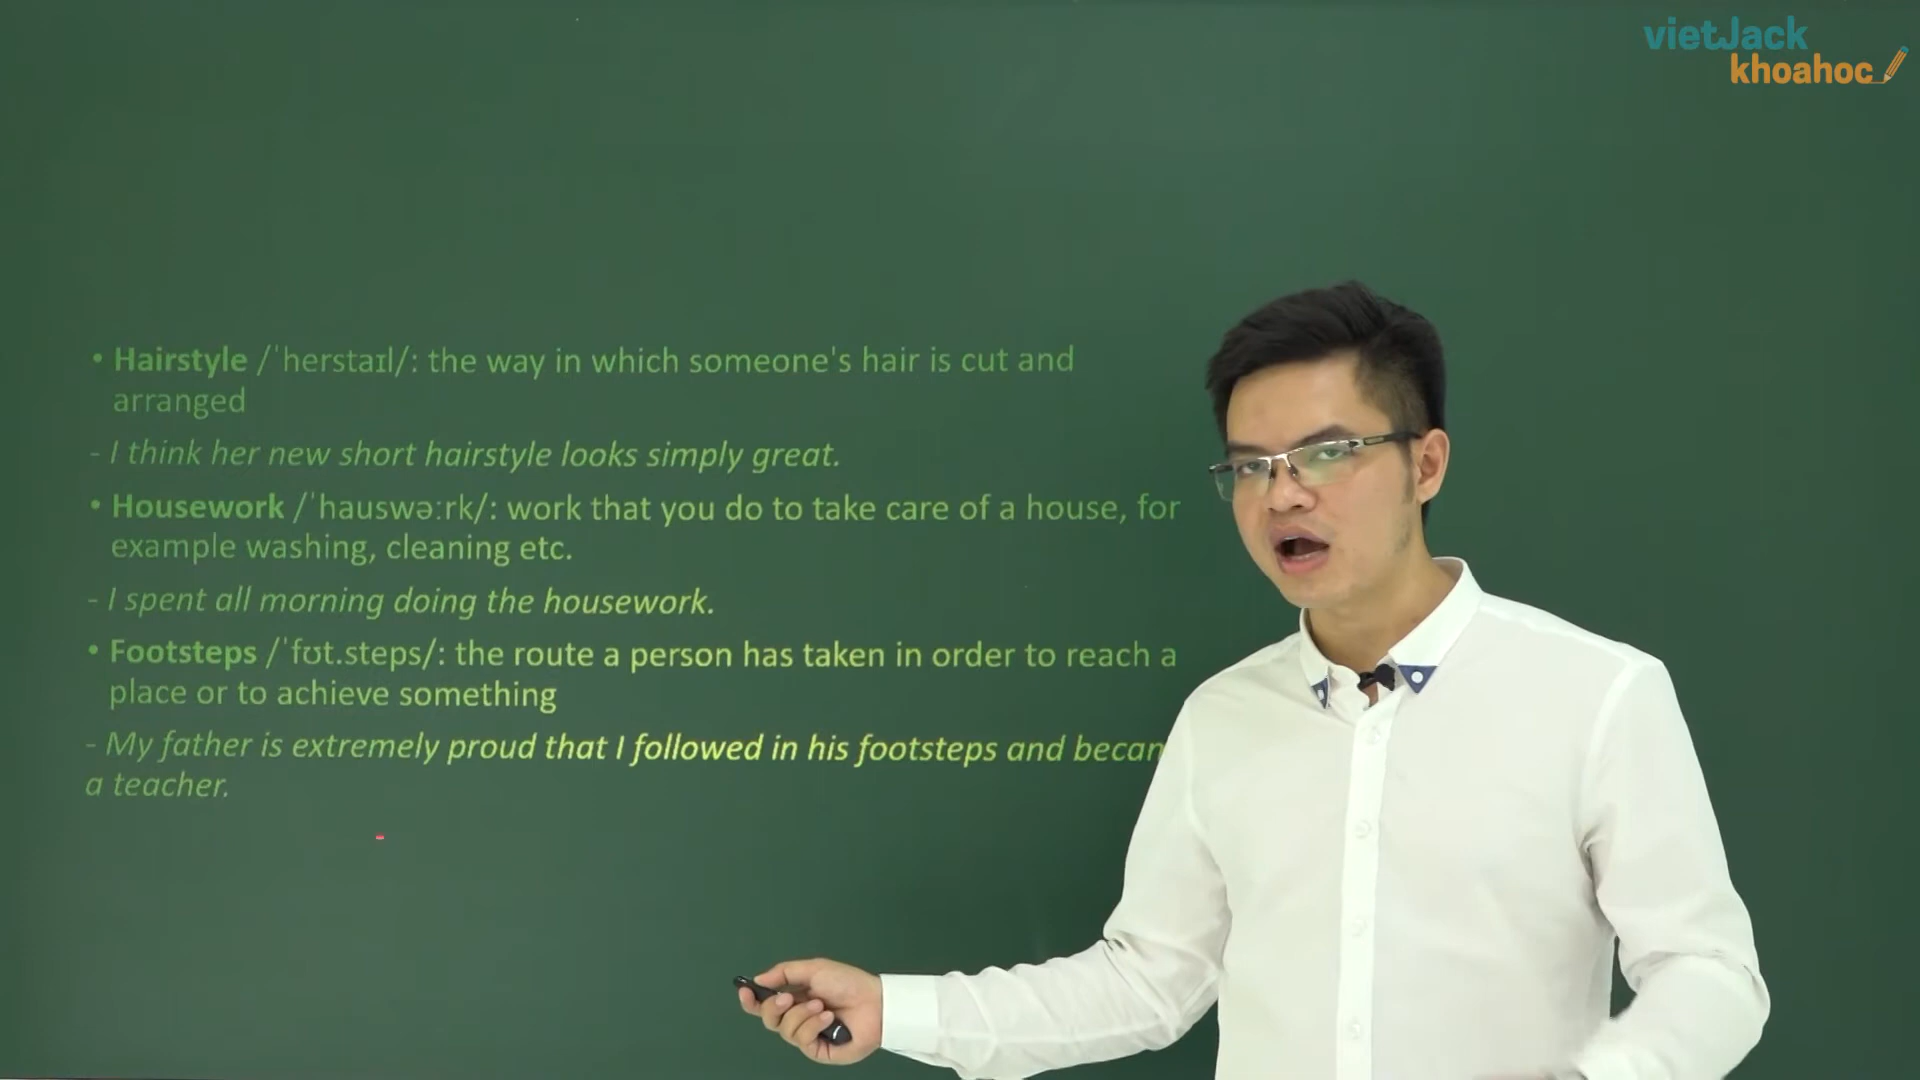 vietJack
khoahoc
• Hairstyle /ˈherstaɪl/: the way in which someone's hair is cut and
arranged
- I think her new short hairstyle looks simply great.
• Housework /ˈhauswəːrk/: work that you do to take care of a house, for
example washing, cleaning etc.
- I spent all morning doing the housework.
• Footsteps /ˈfʊt.steps/: the route a person has taken in order to reach a
place or to achieve something
- My father is extremely proud that I followed in his footsteps and becam
a teacher.